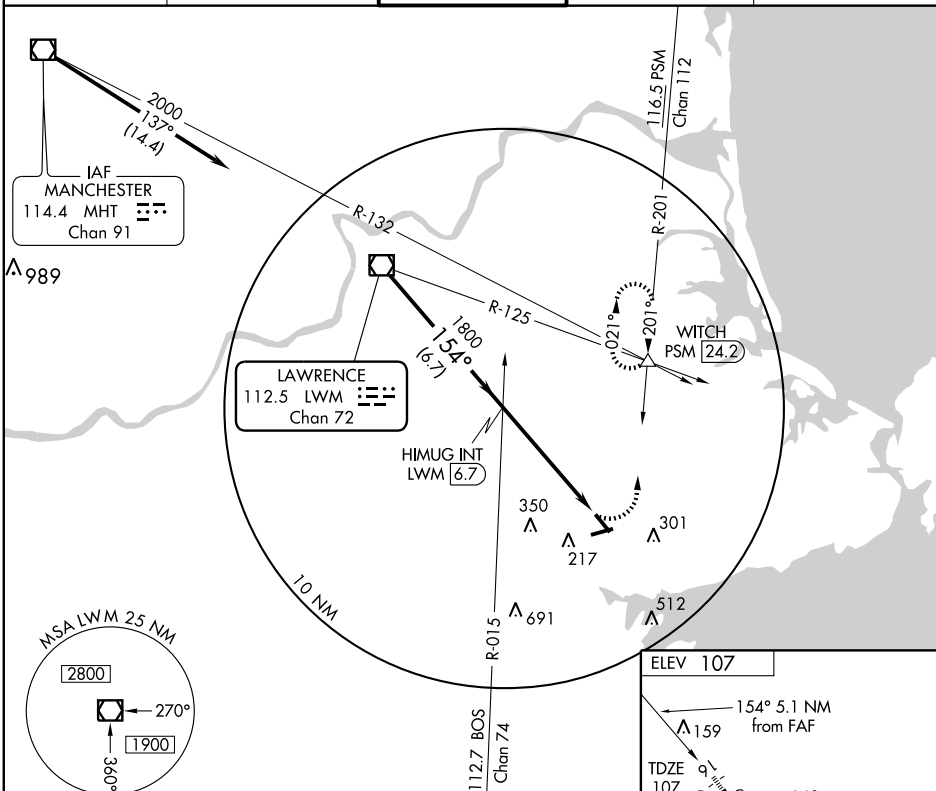 2000
137°
(14.4)
116.5 PSM
Chan 112
IAF
MANCHESTER
114.4 MHT
Chan 91
989
R-132
R-201
R-125
1800
154°
(6.7)
021°
201°
WITCH
PSM 24.2
LAWRENCE
112.5 LWM
Chan 72
HIMUG INT
LWM 6.7
350
217
301
10 NM
691
512
R-015
MSA LWM 25 NM
2800
270°
1900
360°
112.7 BOS
Chan 74
ELEV 107
154° 5.1 NM
from FAF
159
TDZE
107